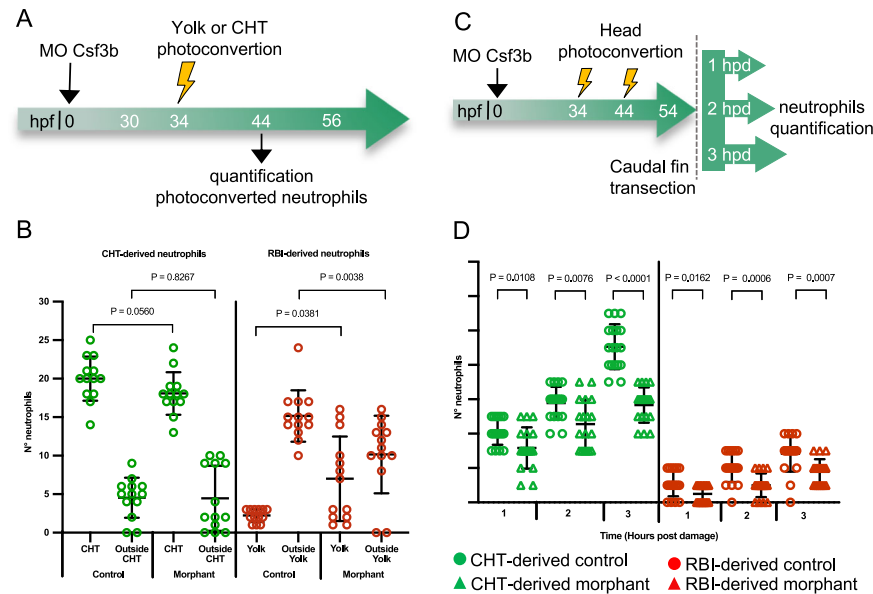 A
Yolk or CHT
photoconvertion
MO Csf3b
hpf 0 30 34 44 56
quantification
photoconverted neutrophils
C
Head
photoconvertion
MO Csf3b
hpf 0 34 44 54
1 hpd
2 hpd
3 hpd
neutrophils
quantification
Caudal fin
transection
B
CHT-derived neutrophils RBI-derived neutrophils
P = 0.8267 P = 0.0038
P = 0.0560 P = 0.0381
N° neutrophils
30
25
20
15
10
5
0
CHT Outside CHT CHT Outside CHT Yolk Outside Yolk Yolk Outside Yolk
Control Morphant Control Morphant
D
P = 0.0108 P = 0.0076 P < 0.0001 P = 0.0162 P = 0.0006 P = 0.0007
N° neutrophils
1 2 3 1 2 3
Time (Hours post damage)
CHT-derived control RBI-derived control
CHT-derived morphant RBI-derived morphant